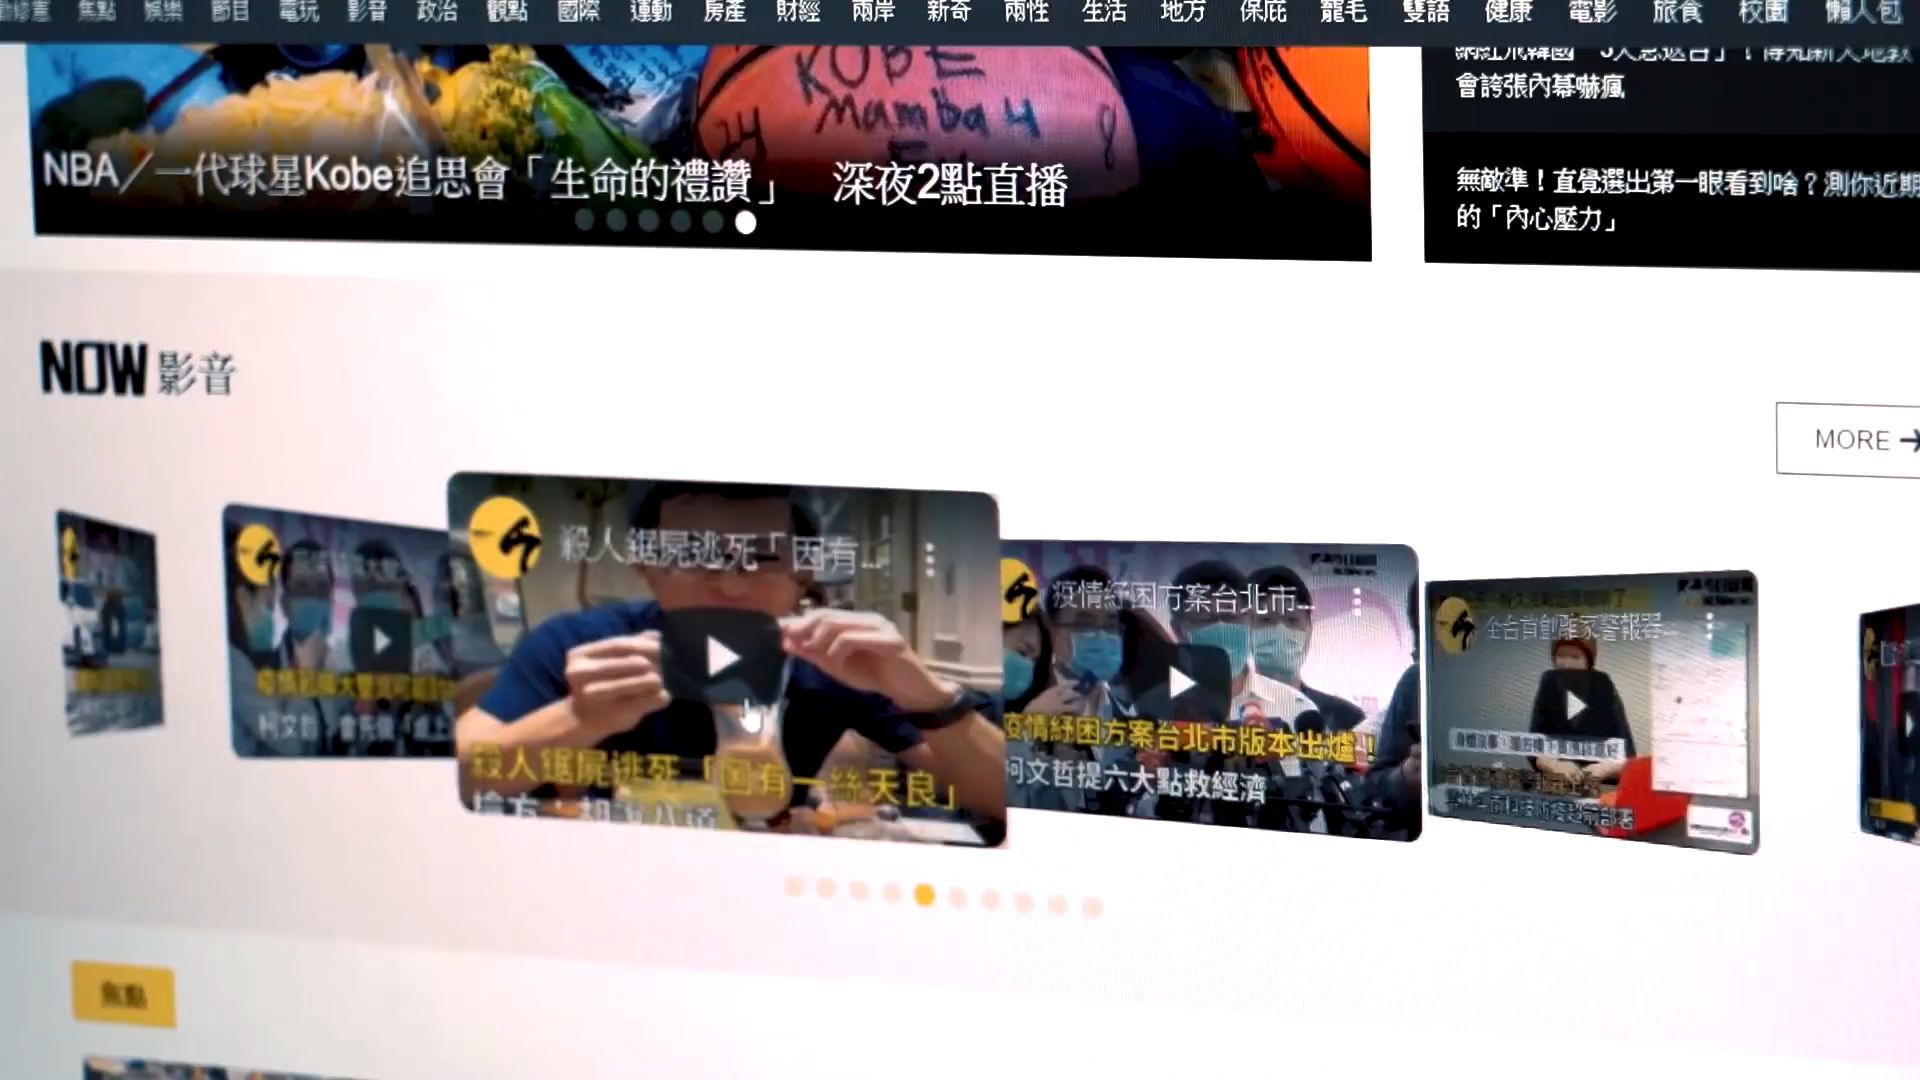 焦點 娛樂 節目 電玩 影音 政治 觀點 國際 運動 房產 財經 兩岸 新奇 兩性 生活 地方 保庇 寵毛 雙語 健康 電影 旅食 校園 懶人包
KOBE
Mamba 4
24
8
NBA／一代球星Kobe追思會「生命的禮讚」 深夜2點直播
會誇張內幕嚇瘋
無敵準！直覺選出第一眼看到啥？測你近期
的「內心壓力」
NOW影音
MORE
殺人鋸屍逃死「因有...
殺人鋸屍逃死「因有一絲天良」
疫情紓困方案台北市...
疫情紓困方案台北市版本出爐！
柯文哲提六大點救經濟
全台首創離家警報器...
焦點